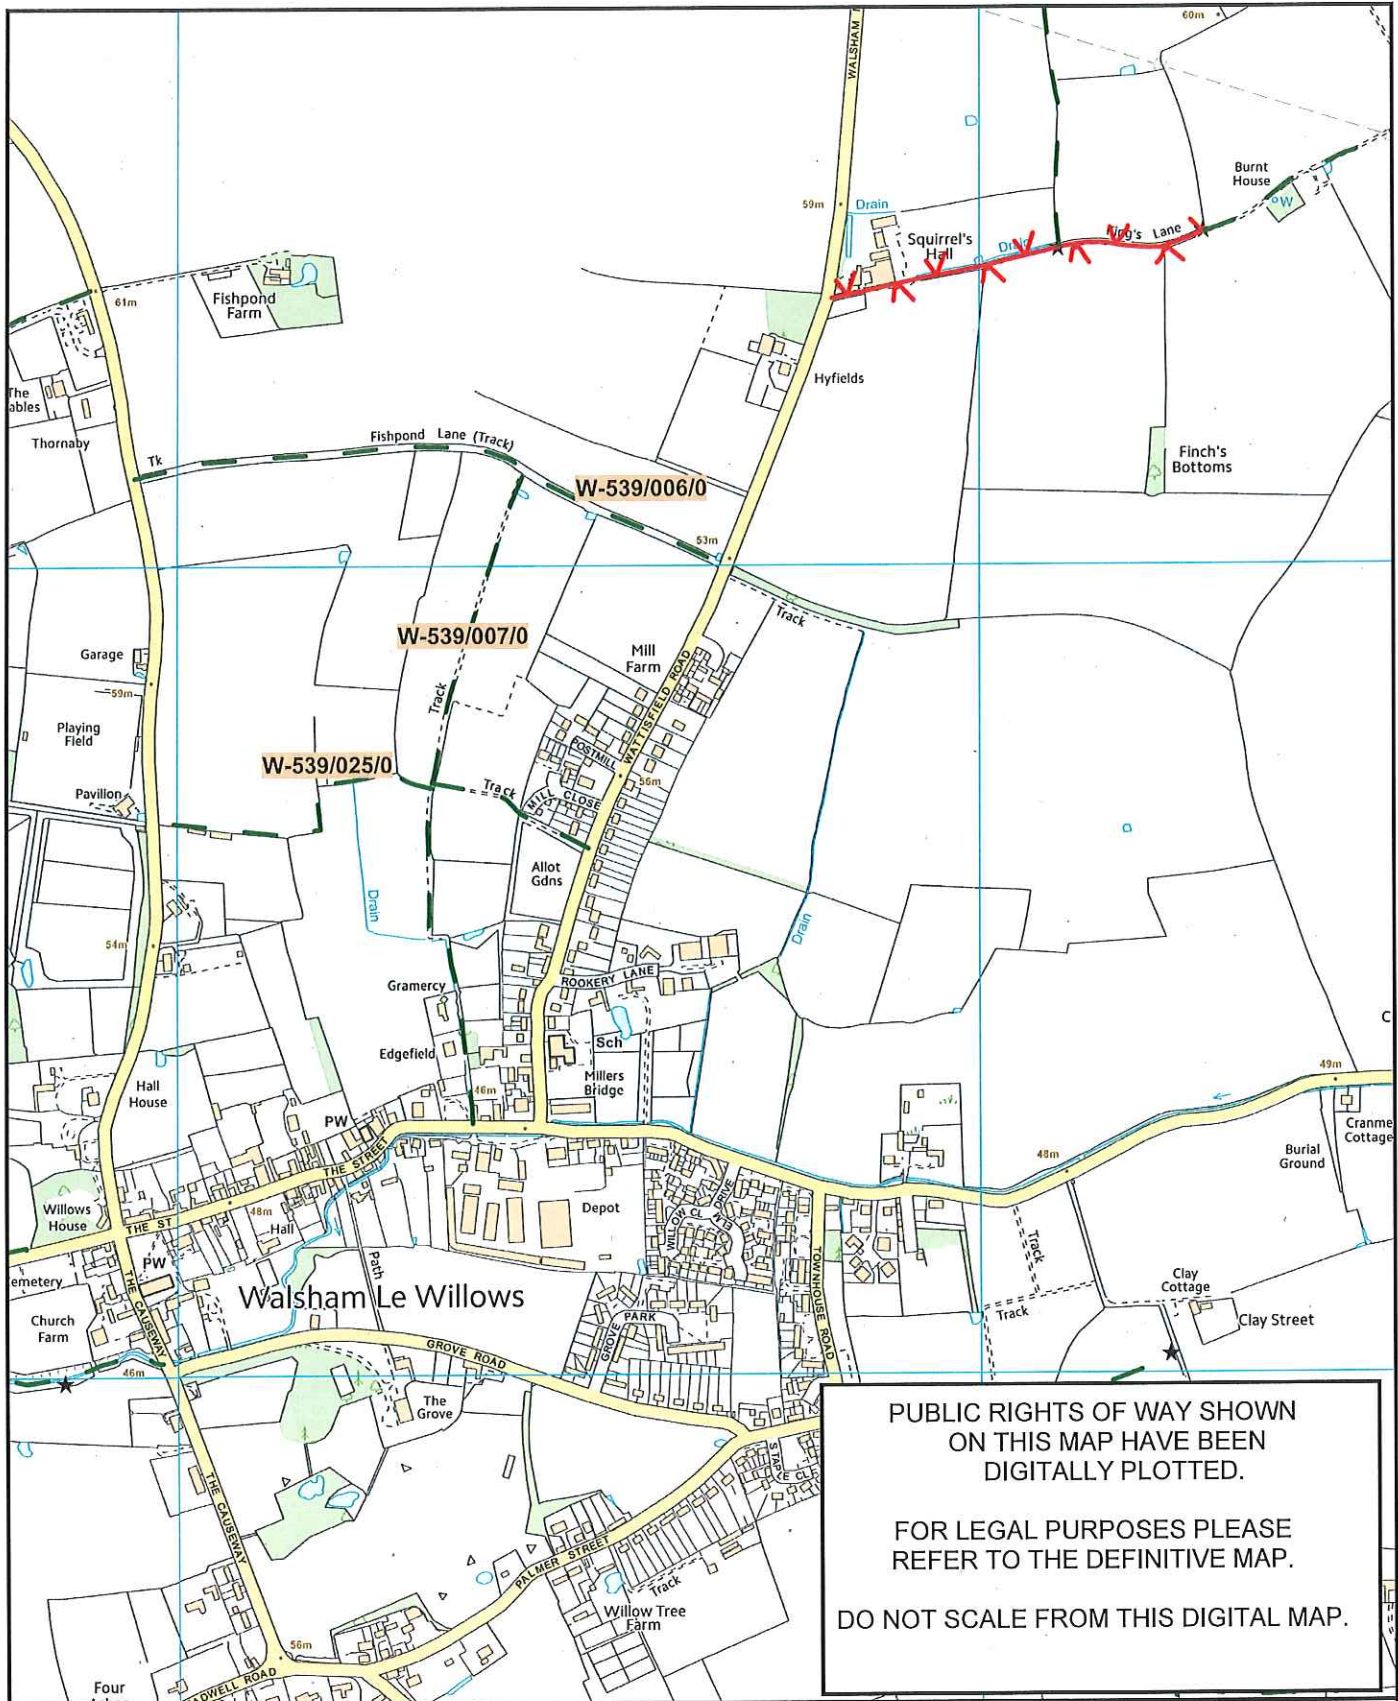 60m
WALSHAM
Burnt
House
W
59m
Drain
Squirrel's
Hall
Drain
King's Lane
61m
Fishpond
Farm
The
ables
Thornaby
Hyfields
Fishpond Lane (Track)
Tk
W-539/006/0
Finch's
Bottoms
53m
Track
W-539/007/0
Garage
59m
Mill
Farm
WATTISFIELD ROAD
Track
Playing
Field
POSTMILL
W-539/025/0
56m
Pavilion
Track
MILL CLOSE
Allot
Gdns
Drain
Drain
54m
ROOKERY LANE
Gramercy
Sch
Edgefield
Millers
Bridge
Hall
House
46m
49m
PW
Cranme
Cottage
THE STREET
48m
Burial
Ground
Willows
House
THE ST
48m
Hall
Depot
WILLOW CL
ELM DRIVE
Track
PW
Path
emetery
THE CAUSEWAY
Walsham Le Willows
TOWNHOUSE ROAD
Clay
Cottage
Track
Clay Street
Church
Farm
GROVE PARK
GROVE ROAD
46m
The
Grove
STAPLE CL
THE CAUSEWAY
PALMER STREET
Track
Willow Tree
Farm
56m
Four
ADWELL ROAD
PUBLIC RIGHTS OF WAY SHOWN
ON THIS MAP HAVE BEEN
DIGITALLY PLOTTED.
FOR LEGAL PURPOSES PLEASE
REFER TO THE DEFINITIVE MAP.
DO NOT SCALE FROM THIS DIGITAL MAP.